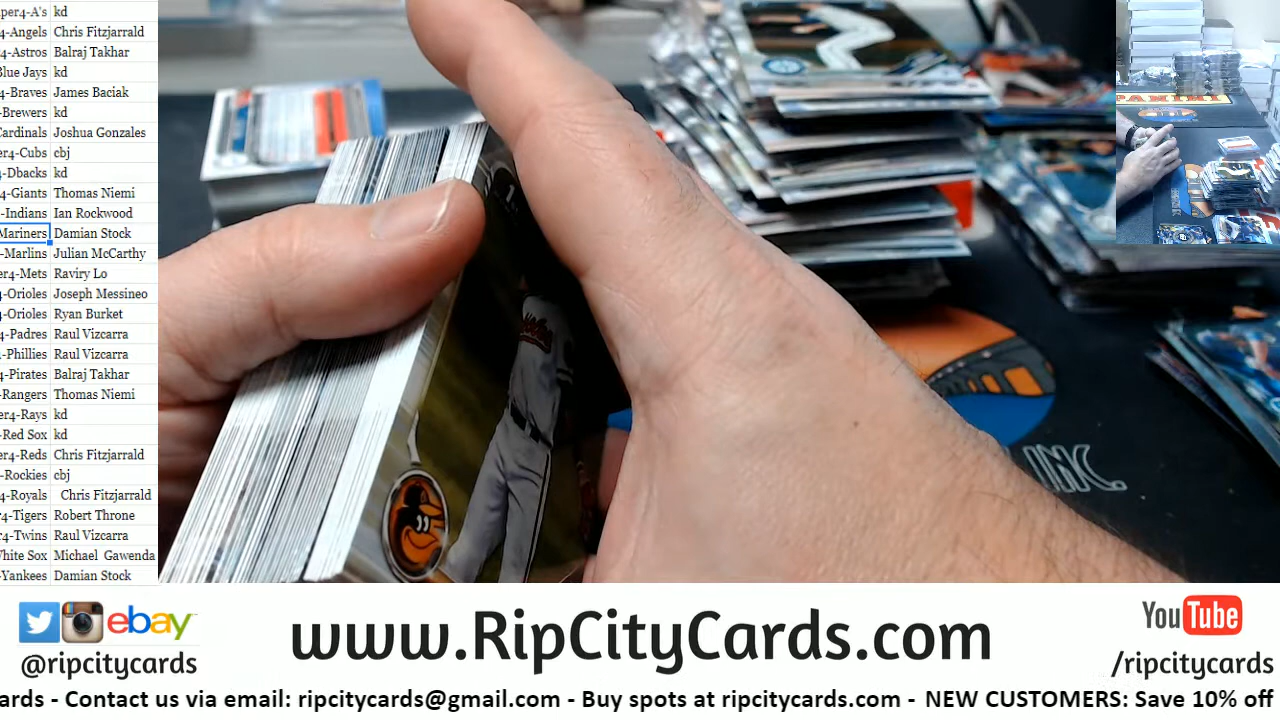 per4-A's kd
4-Angels Chris Fitzjarrald
4-Astros Balraj Takhar
Blue Jays kd
4-Braves James Baciak
-Brewers kd
Cardinals Joshua Gonzales
er4-Cubs cbj
4-Dbacks kd
4-Giants Thomas Niemi
-Indians Ian Rockwood
Mariners Damian Stock
-Marlins Julian McCarthy
er4-Mets Raviry Lo
4-Orioles Joseph Messineo
4-Orioles Ryan Burket
4-Padres Raul Vizcarra
-Phillies Raul Vizcarra
4-Pirates Balraj Takhar
-Rangers Thomas Niemi
er4-Rays kd
-Red Sox kd
er4-Reds Chris Fitzjarrald
-Rockies cbj
4-Royals Chris Fitzjarrald
4-Tigers Robert Throne
4-Twins Raul Vizcarra
White Sox Michael Gawenda
-Yankees Damian Stock
PANINI
INC
ebay
@ripcitycards
www.RipCityCards.com
YouTube
/ripcitycards
ards - Contact us via email: ripcitycards@gmail.com - Buy spots at ripcitycards.com - NEW CUSTOMERS: Save 10% off